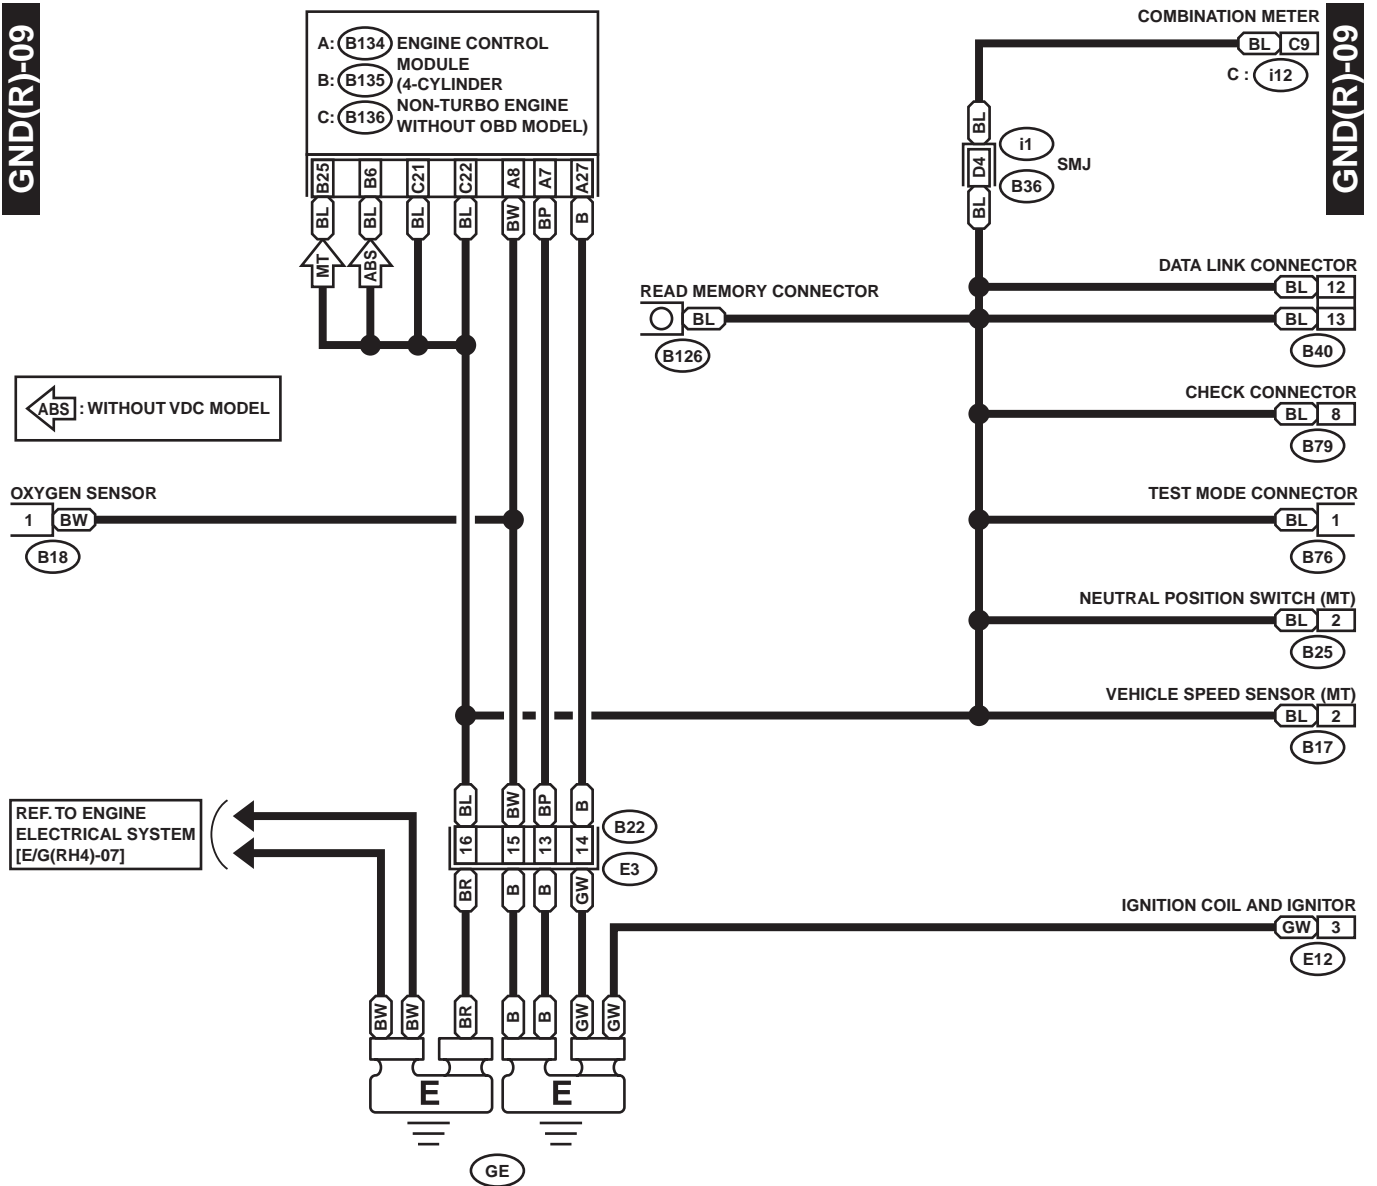 GND(R)-09
A: B134 ENGINE CONTROL
MODULE
B: B135 (4-CYLINDER
NON-TURBO ENGINE
C: B136 WITHOUT OBD MODEL)
B25 B6 C21 C22 A8 A7 A27
BL BL BL BL BW BP B
MT ABS
COMBINATION METER
BL C9
C : i12
GND(R)-09
BL
i1
D4 SMJ
B36
BL
DATA LINK CONNECTOR
BL 12
READ MEMORY CONNECTOR
BL
BL 13
B126
B40
ABS : WITHOUT VDC MODEL
CHECK CONNECTOR
BL 8
B79
OXYGEN SENSOR
1 BW
B18
TEST MODE CONNECTOR
BL 1
B76
NEUTRAL POSITION SWITCH (MT)
BL 2
B25
VEHICLE SPEED SENSOR (MT)
BL 2
B17
REF. TO ENGINE
ELECTRICAL SYSTEM
[E/G(RH4)-07]
BL BW BP B
B22
16 15 13 14
E3
BR B B GW
IGNITION COIL AND IGNITOR
GW 3
E12
BW BW BR B B GW GW
E E
GE